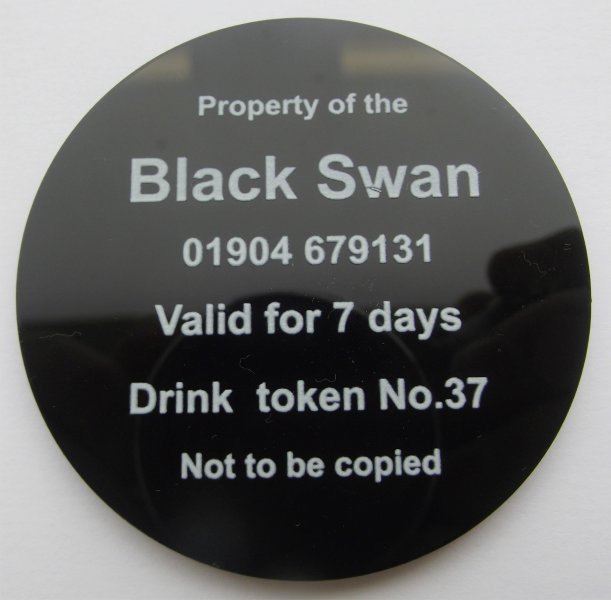 Property of the
Black Swan
01904 679131
Valid for 7 days
Drink token No.37
Not to be copied